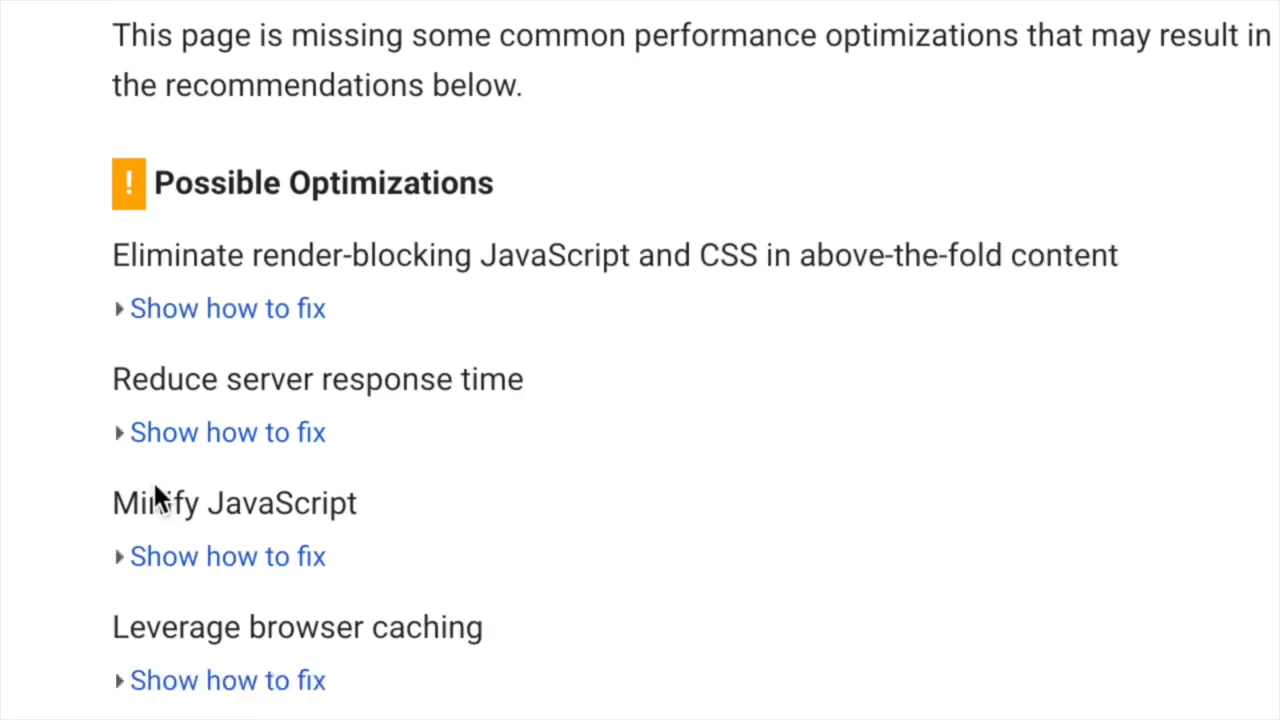 This page is missing some common performance optimizations that may result in
the recommendations below.
! Possible Optimizations
Eliminate render-blocking JavaScript and CSS in above-the-fold content
Show how to fix
Reduce server response time
Show how to fix
Minify JavaScript
Show how to fix
Leverage browser caching
Show how to fix